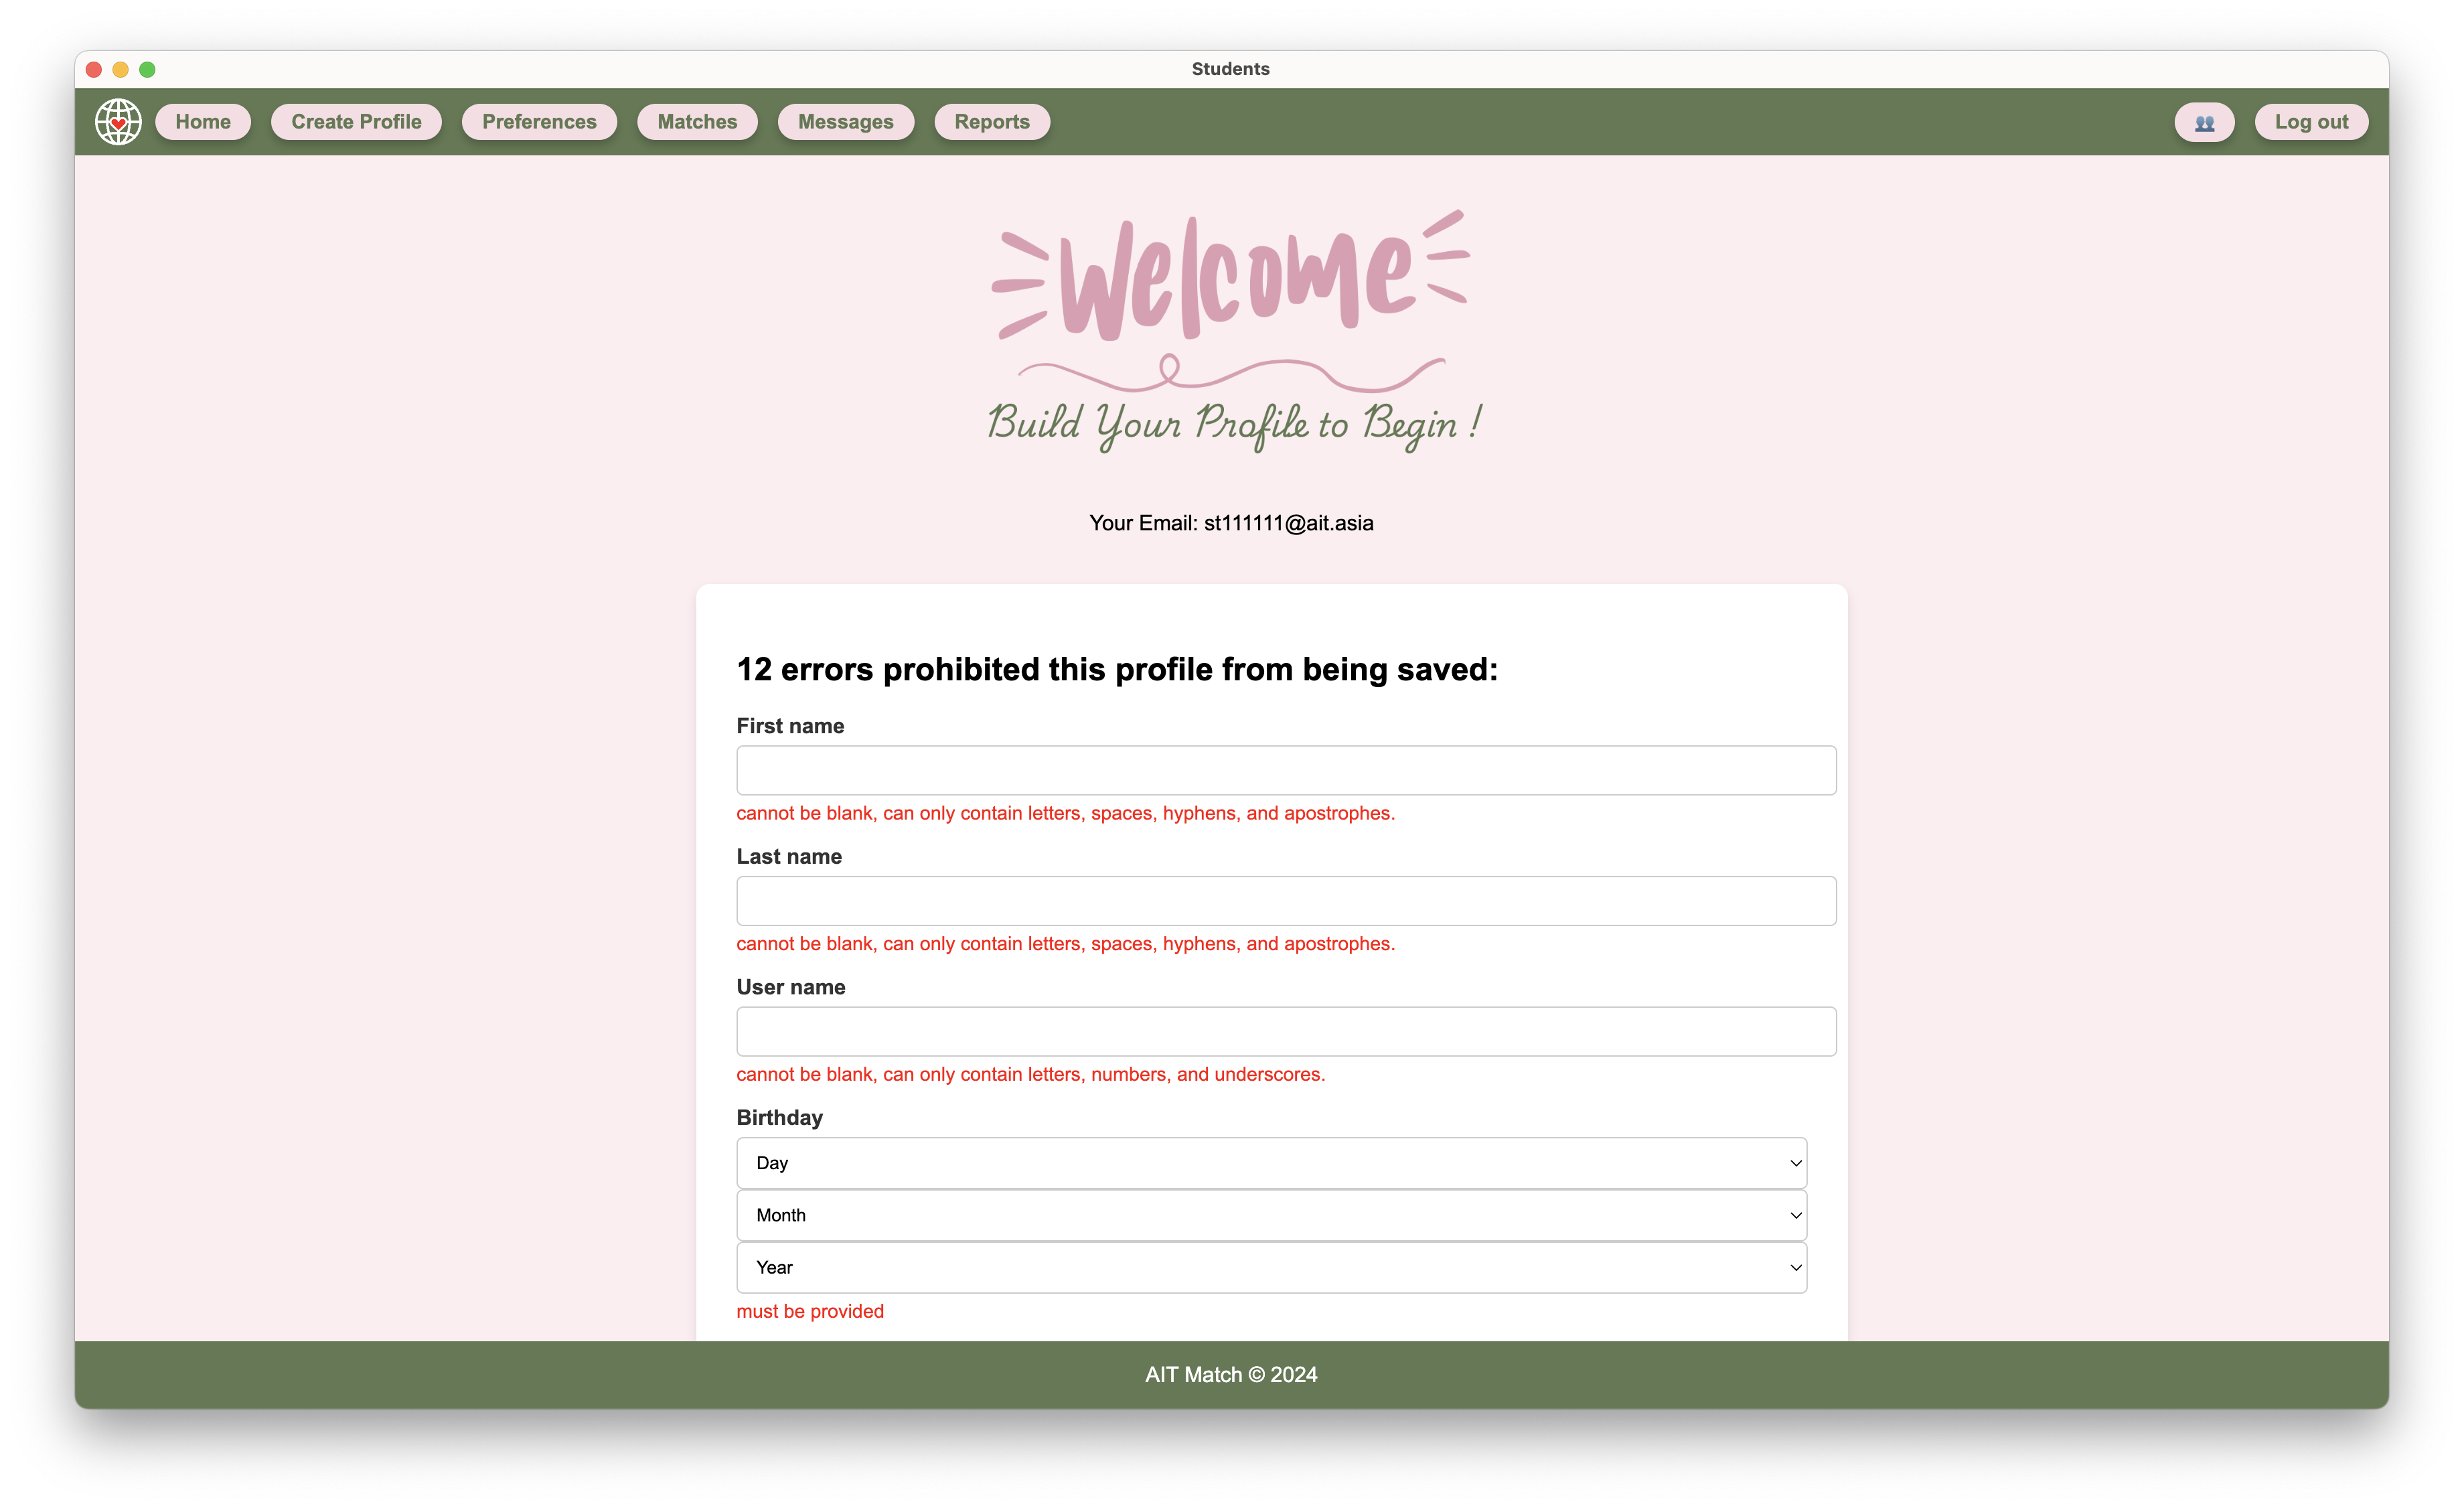 Students
Home Create Profile Preferences Matches Messages Reports Log out
Welcome
Build Your Profile to Begin !
Your Email: st111111@ait.asia
12 errors prohibited this profile from being saved:
First name
cannot be blank, can only contain letters, spaces, hyphens, and apostrophes.
Last name
cannot be blank, can only contain letters, spaces, hyphens, and apostrophes.
User name
cannot be blank, can only contain letters, numbers, and underscores.
Birthday
Day
Month
Year
must be provided
AIT Match © 2024